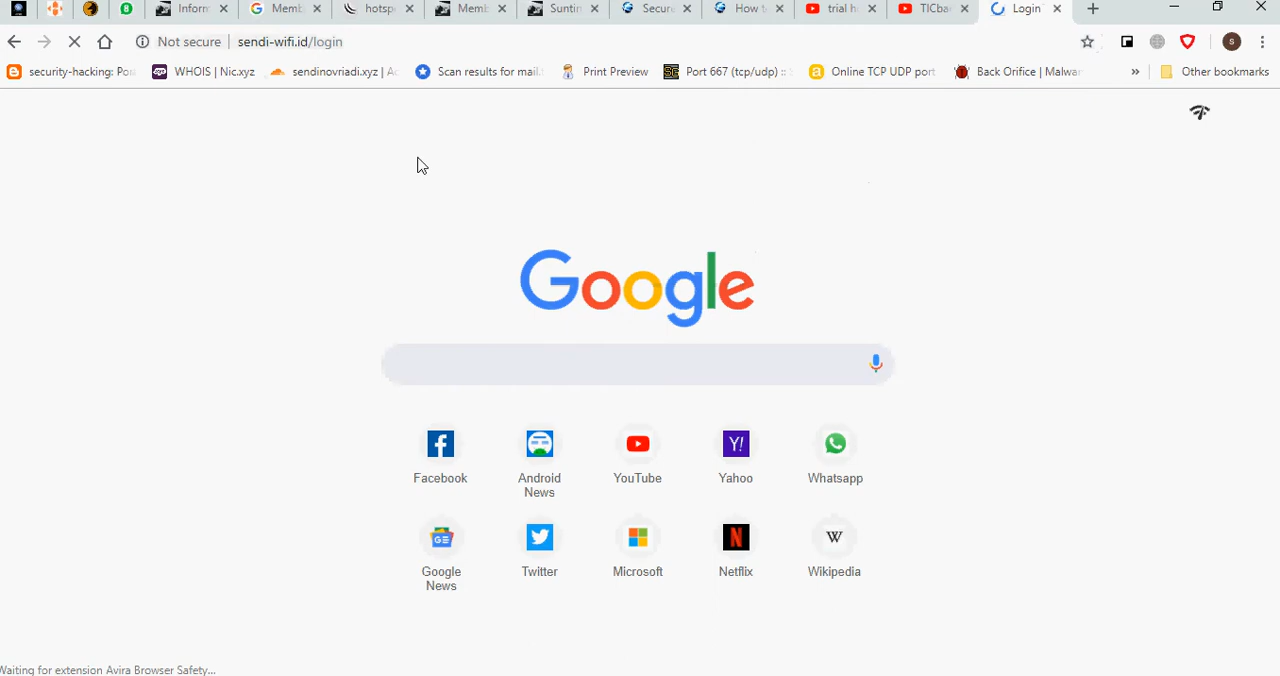 Inform
Memb
hotsp
Memb
Suntin
Secure
How to
trial h
TICbac
Login
Not secure
sendi-wifi.id/login
s
security-hacking: Por
WHOIS | Nic.xyz
sendinovriadi.xyz | A
Scan results for mail.
Print Preview
Port 667 (tcp/udp) ::
Online TCP UDP port
Back Orifice | Malwar
»
Other bookmarks
Google
Facebook
Android
News
YouTube
Yahoo
Whatsapp
Google
News
Twitter
Microsoft
Netflix
Wikipedia
Waiting for extension Avira Browser Safety...